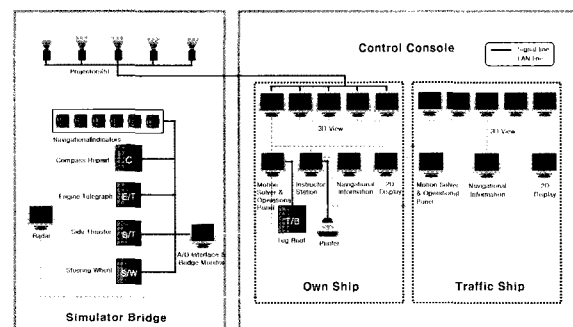 Control Console
Signal line
LAN line
Projectors(5)
3D View
3D View
Navigational Indicators
Compass Repeat
C
Motion
Solver &
Operational
Panel
Instructor
Station
Navigational
Information
2D
Display
Motion Solver
& Operational
Panel
Navigational
Information
2D
Display
Engine Telegraph
E/T
T/B
Tug Boat
Printer
Radar
Side Thruster
S/T
A/D Interface &
Bridge Monitor
Steering Wheel
S/W
Own Ship
Traffic Ship
Simulator Bridge